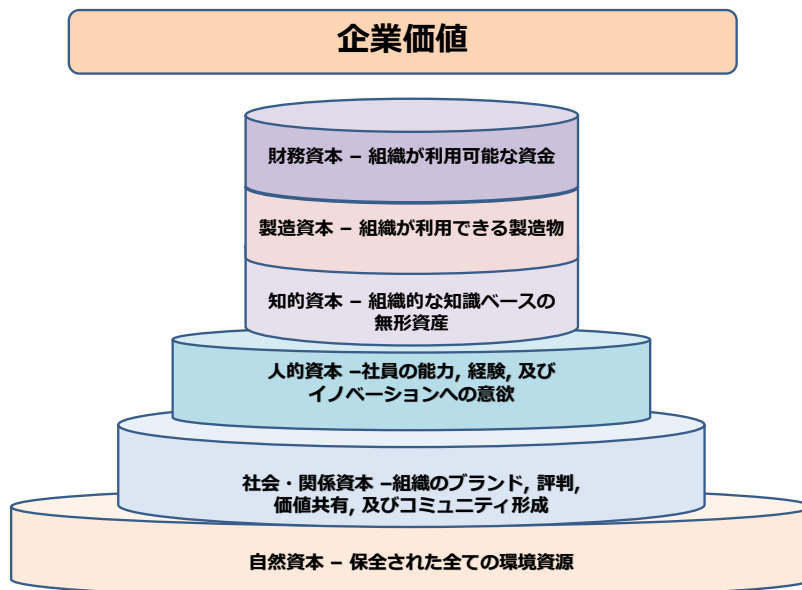 企業価値
財務資本 – 組織が利用可能な資金
製造資本 – 組織が利用できる製造物
知的資本 – 組織的な知識ベースの
無形資産
人的資本 –社員の能力, 経験, 及び
イノベーションへの意欲
社会・関係資本 –組織のブランド, 評判,
価値共有, 及びコミュニティ形成
自然資本 – 保全された全ての環境資源